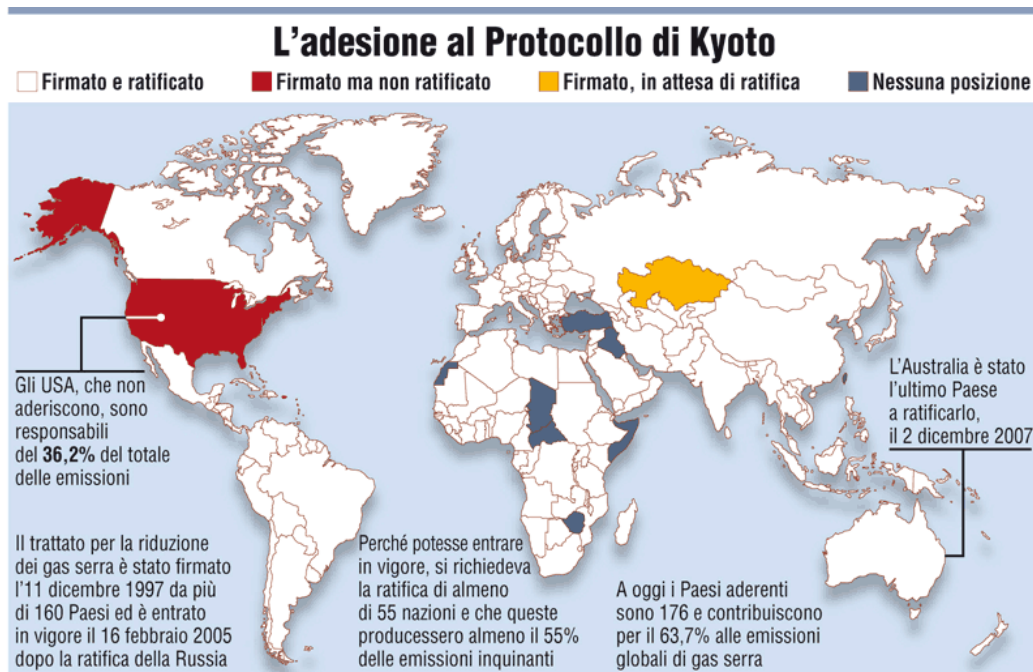 L'adesione al Protocollo di Kyoto
Firmato e ratificato
Firmato ma non ratificato
Firmato, in attesa di ratifica
Nessuna posizione
Gli USA, che non
aderiscono, sono
responsabili
del 36,2% del totale
delle emissioni
L'Australia è stato
l'ultimo Paese
a ratificarlo,
il 2 dicembre 2007
Il trattato per la riduzione
dei gas serra è stato firmato
l'11 dicembre 1997 da più
di 160 Paesi ed è entrato
in vigore il 16 febbraio 2005
dopo la ratifica della Russia
Perché potesse entrare
in vigore, si richiedeva
la ratifica di almeno
di 55 nazioni e che queste
producessero almeno il 55%
delle emissioni inquinanti
A oggi i Paesi aderenti
sono 176 e contribuiscono
per il 63,7% alle emissioni
globali di gas serra